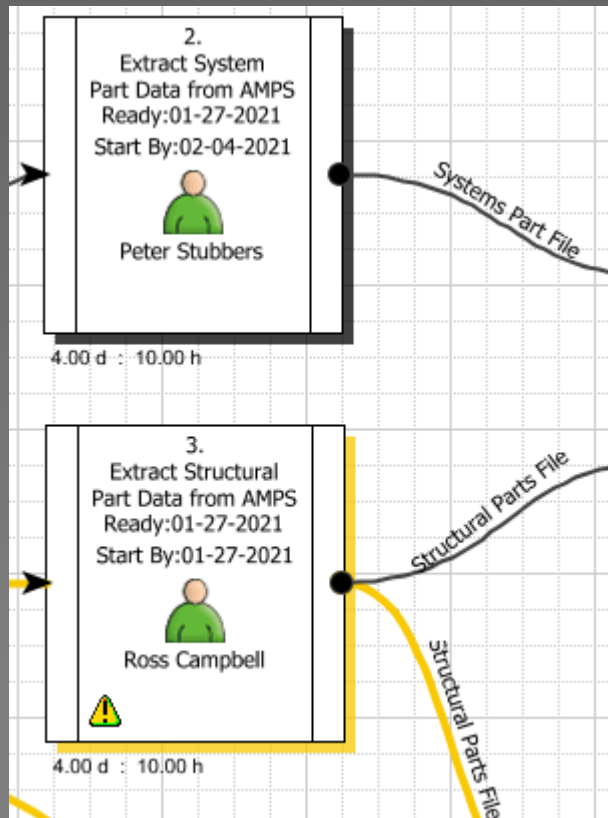 2.
Extract System
Part Data from AMPS
Ready:01-27-2021
Start By:02-04-2021
Peter Stubbers
4.00 d : 10.00 h
Systems Part File
3.
Extract Structural
Part Data from AMPS
Ready:01-27-2021
Start By:01-27-2021
Ross Campbell
4.00 d : 10.00 h
Structural Parts File
Structural Parts File